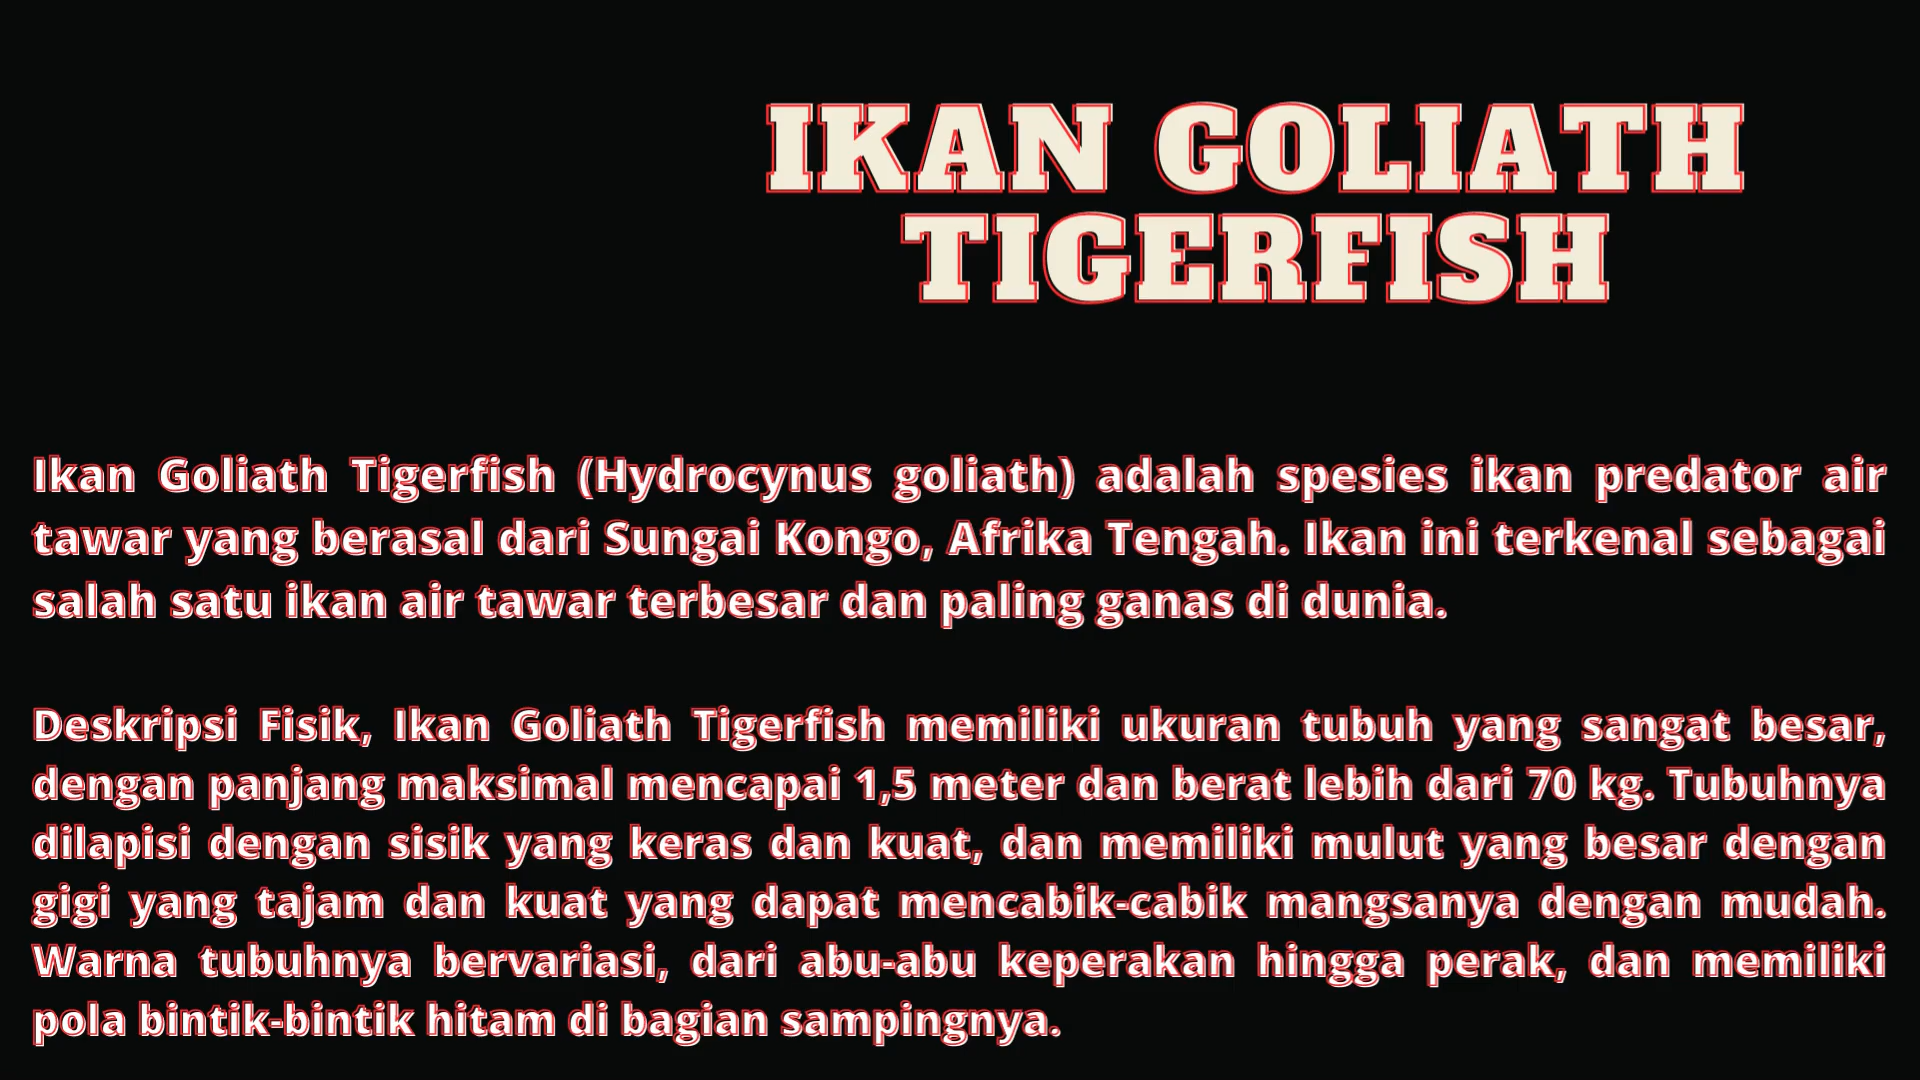 IKAN GOLIATH
TIGERFISH
Ikan Goliath Tigerfish (Hydrocynus goliath) adalah spesies ikan predator air
tawar yang berasal dari Sungai Kongo, Afrika Tengah. Ikan ini terkenal sebagai
salah satu ikan air tawar terbesar dan paling ganas di dunia.
Deskripsi Fisik, Ikan Goliath Tigerfish memiliki ukuran tubuh yang sangat besar,
dengan panjang maksimal mencapai 1,5 meter dan berat lebih dari 70 kg. Tubuhnya
dilapisi dengan sisik yang keras dan kuat, dan memiliki mulut yang besar dengan
gigi yang tajam dan kuat yang dapat mencabik-cabik mangsanya dengan mudah.
Warna tubuhnya bervariasi, dari abu-abu keperakan hingga perak, dan memiliki
pola bintik-bintik hitam di bagian sampingnya.